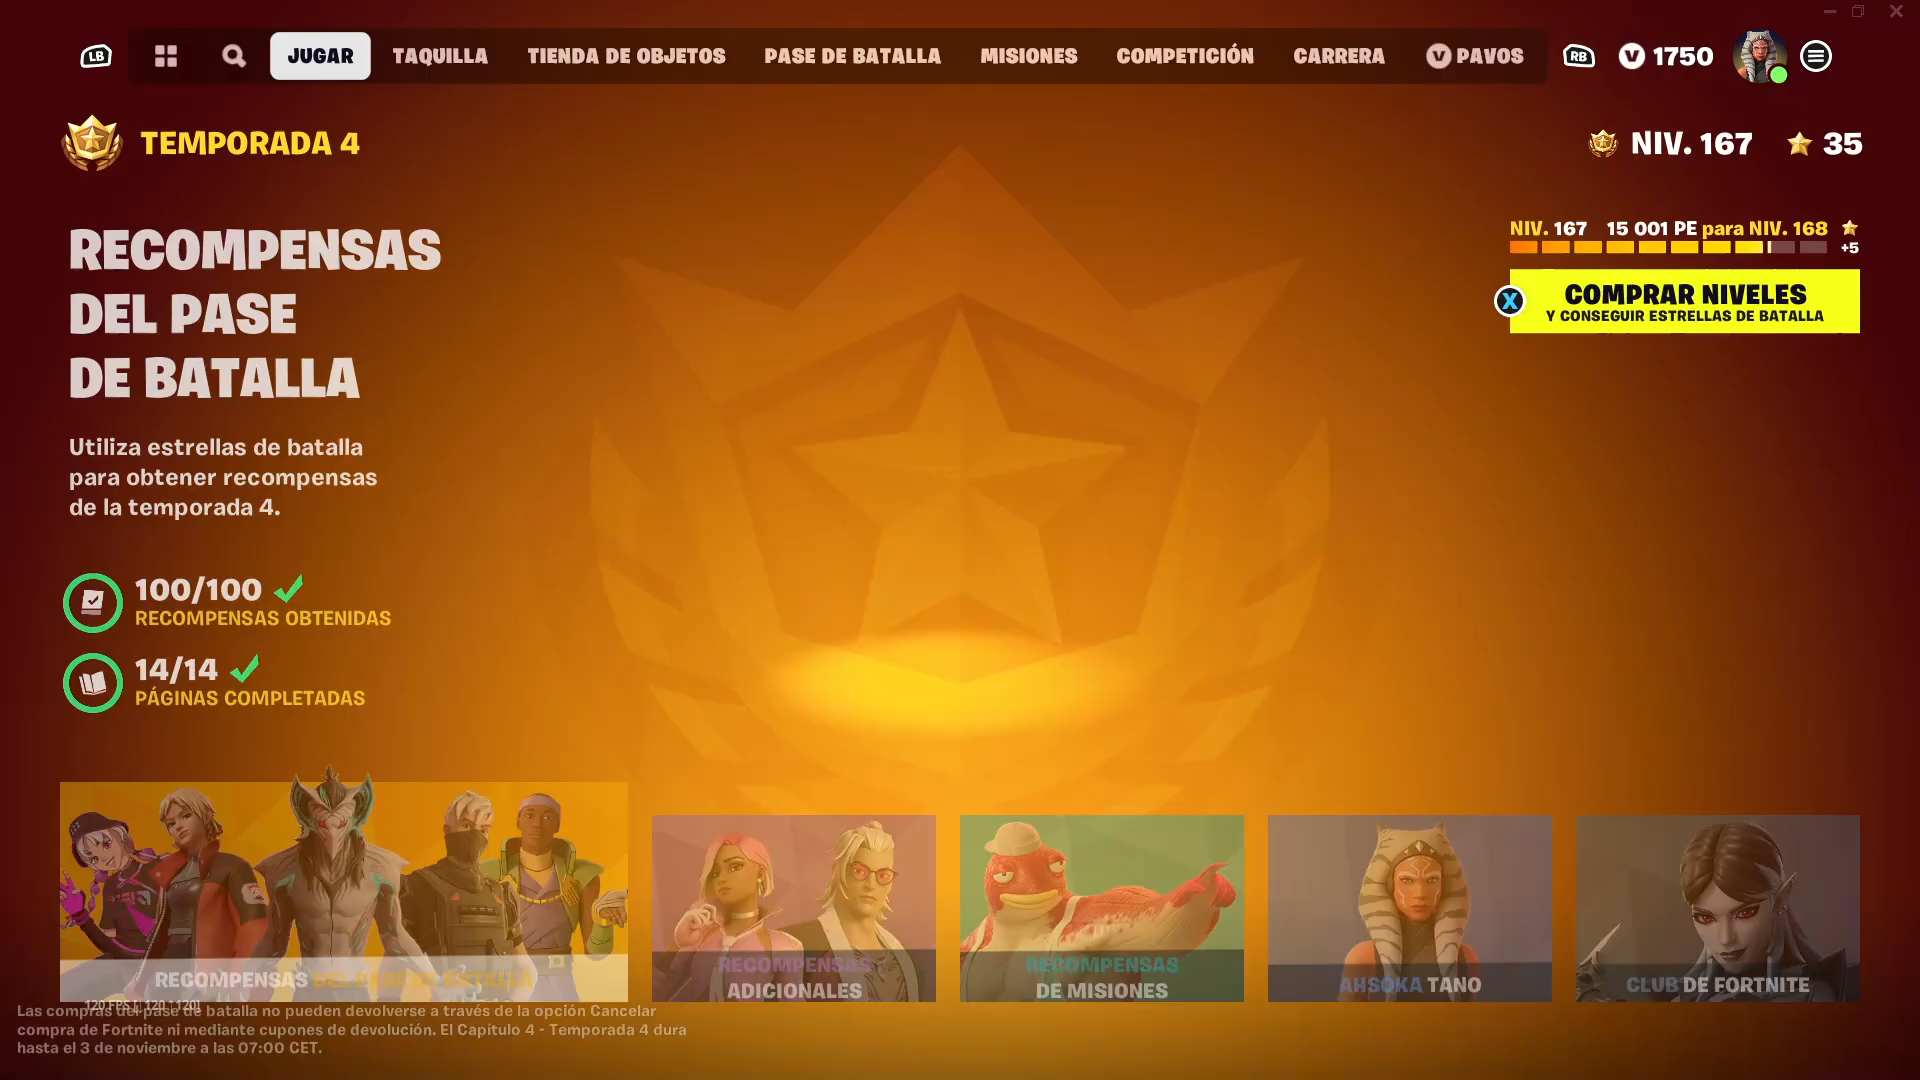 LB
JUGAR TAQUILLA TIENDA DE OBJETOS PASE DE BATALLA MISIONES COMPETICIÓN CARRERA V PAVOS
RB
V 1750
TEMPORADA 4
NIV. 167 35
RECOMPENSAS
DEL PASE
DE BATALLA
NIV. 167 15 001 PE para NIV. 168
+5
X
COMPRAR NIVELES
Y CONSEGUIR ESTRELLAS DE BATALLA
Utiliza estrellas de batalla
para obtener recompensas
de la temporada 4.
100/100
RECOMPENSAS OBTENIDAS
14/14
PÁGINAS COMPLETADAS
RECOMPENSAS DEL PASE DE BATALLA
RECOMPENSAS
ADICIONALES
RECOMPENSAS
DE MISIONES
AHSOKA TANO
CLUB DE FORTNITE
120 FPS [ 120 : 120]
Las compras del pase de batalla no pueden devolverse a través de la opción Cancelar
compra de Fortnite ni mediante cupones de devolución. El Capítulo 4 - Temporada 4 dura
hasta el 3 de noviembre a las 07:00 CET.